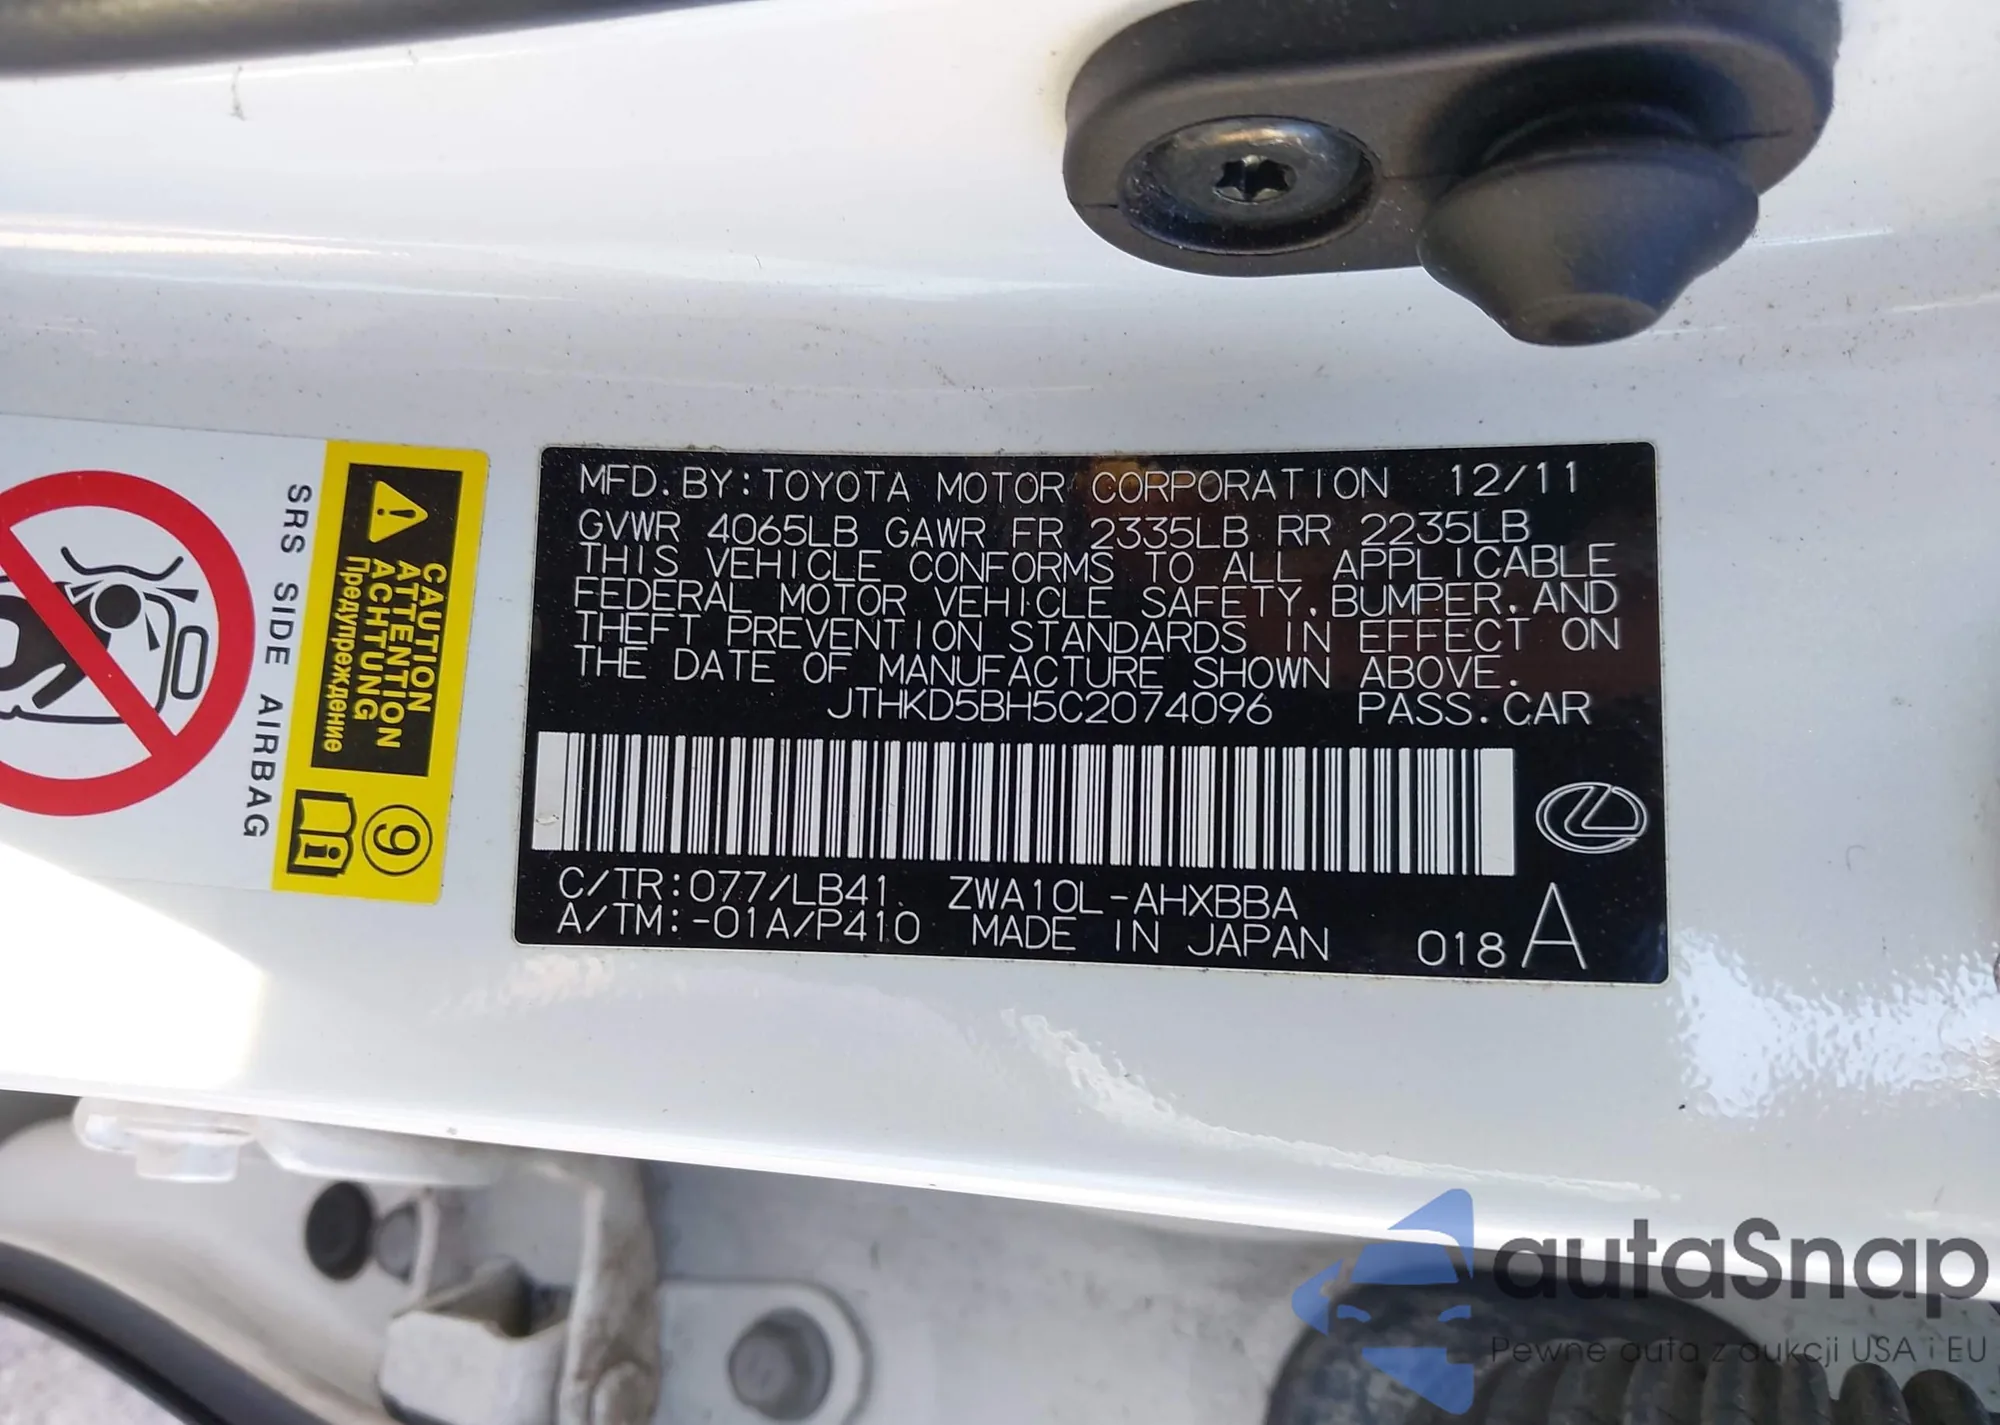 MFD.BY:TOYOTA MOTOR CORPORATION 12/11
GVWR 4065LB GAWR FR 2335LB RR 2235LB
THIS VEHICLE CONFORMS TO ALL APPLICABLE
FEDERAL MOTOR VEHICLE SAFETY,BUMPER,AND
THEFT PREVENTION STANDARDS IN EFFECT ON
THE DATE OF MANUFACTURE SHOWN ABOVE.
JTHKD5BH5C2074096 PASS.CAR
C/TR:077/LB41 ZWA10L-AHXBBA
A/TM:-01A/P410 MADE IN JAPAN 018 A
CAUTION
ATTENTION
ACHTUNG
Предупреждение
9
i
SRS SIDE AIRBAG
autaSnap
Pewne auta z aukcji USA i EU